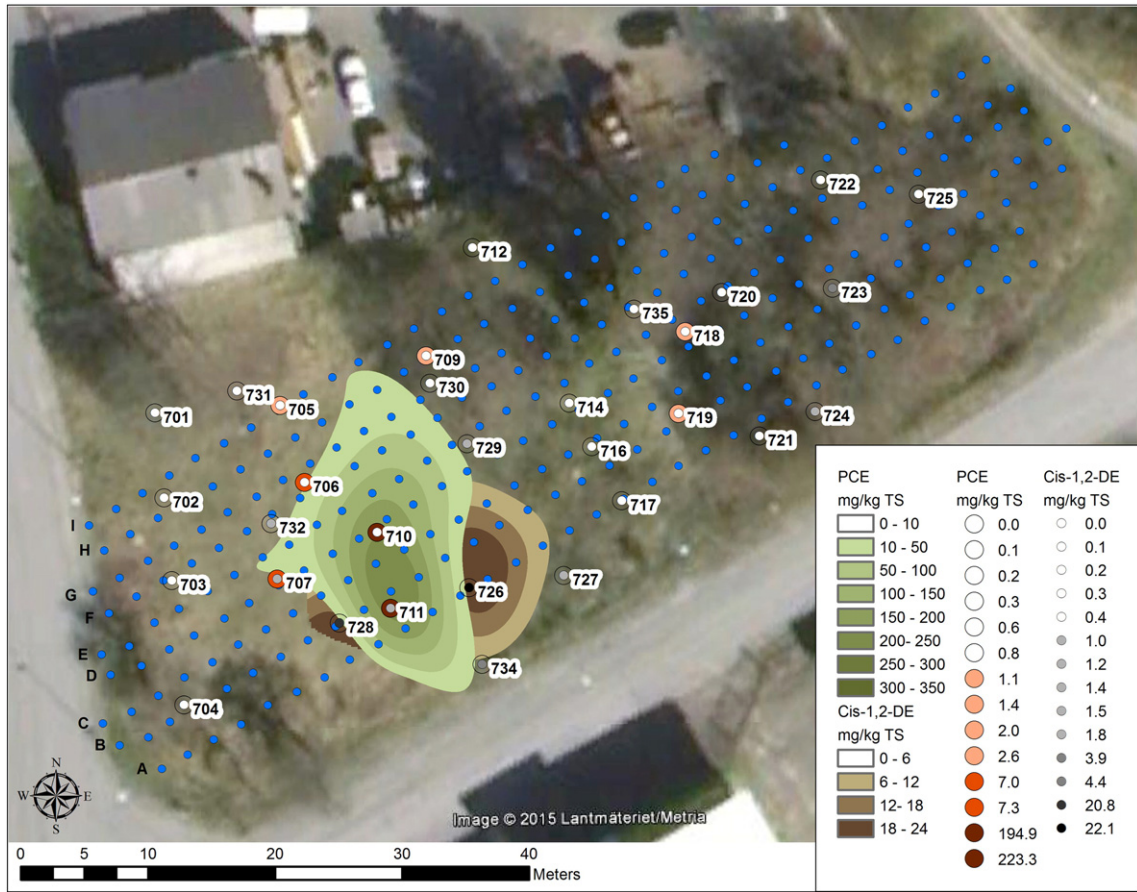 722
725
712
723
720
735
718
709
730
731
705
714
719
724
701
721
729
716
706
702
717
I
732
710
H
727
703
707
726
G
711
F
728
E
734
D
704
C
B
A
N
W E
S
Image © 2015 Lantmäteriet/Metria
0 5 10 20 30 40
Meters
PCE
mg/kg TS
0 - 10
10 - 50
50 - 100
100 - 150
150 - 200
200- 250
250 - 300
300 - 350
Cis-1,2-DE
mg/kg TS
0 - 6
6 - 12
12- 18
18 - 24
PCE
mg/kg TS
0.0
0.1
0.2
0.3
0.6
0.8
1.1
1.4
2.0
2.6
7.0
7.3
194.9
223.3
Cis-1,2-DE
mg/kg TS
0.0
0.1
0.2
0.3
0.4
1.0
1.2
1.4
1.5
1.8
3.9
4.4
20.8
22.1